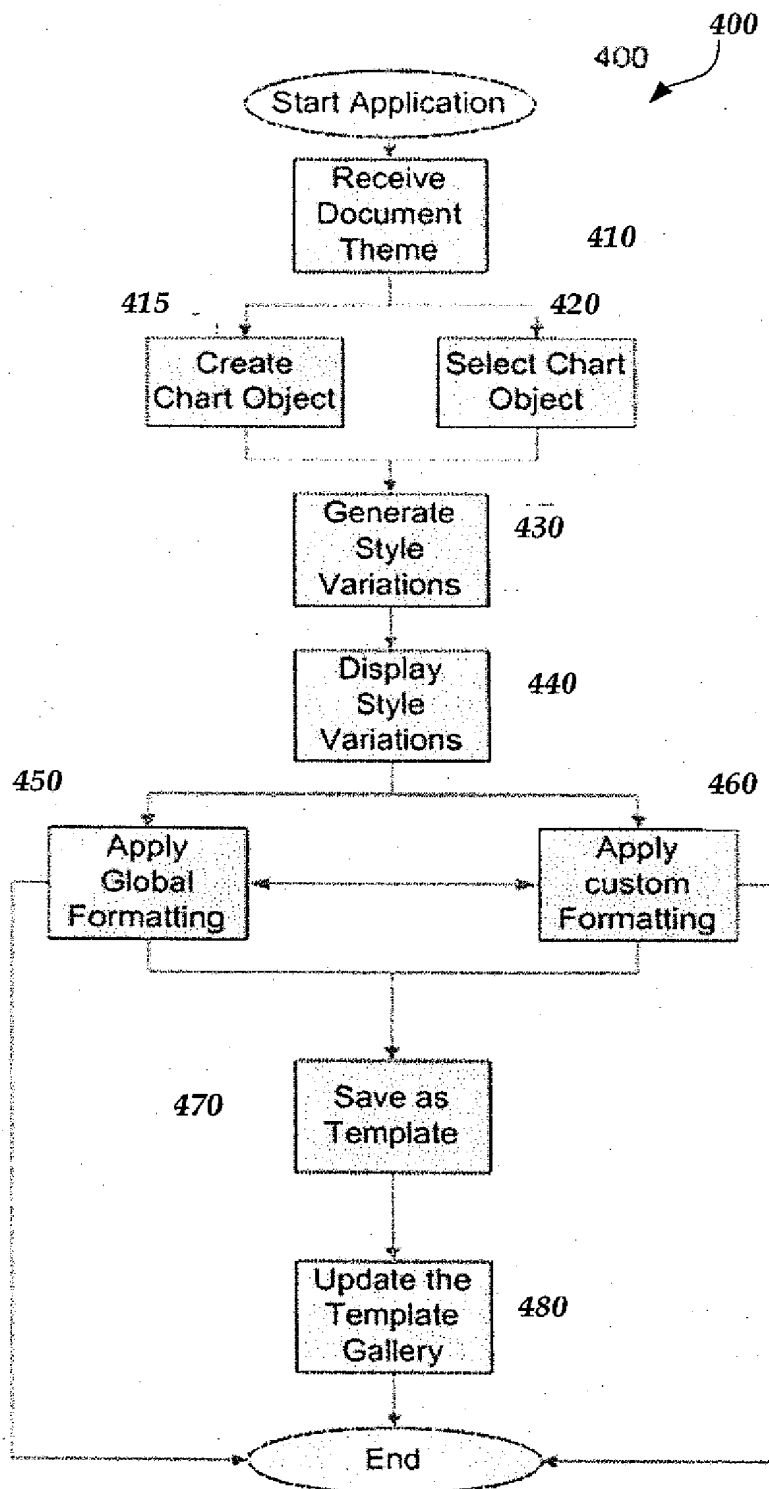 400
400
Start Application
Receive
Document
Theme
410
415
420
Create
Chart Object
Select Chart
Object
Generate
Style
Variations
430
Display
Style
Variations
440
450
460
Apply
Global
Formatting
Apply
custom
Formatting
470
Save as
Template
Update the
Template
Gallery
480
End